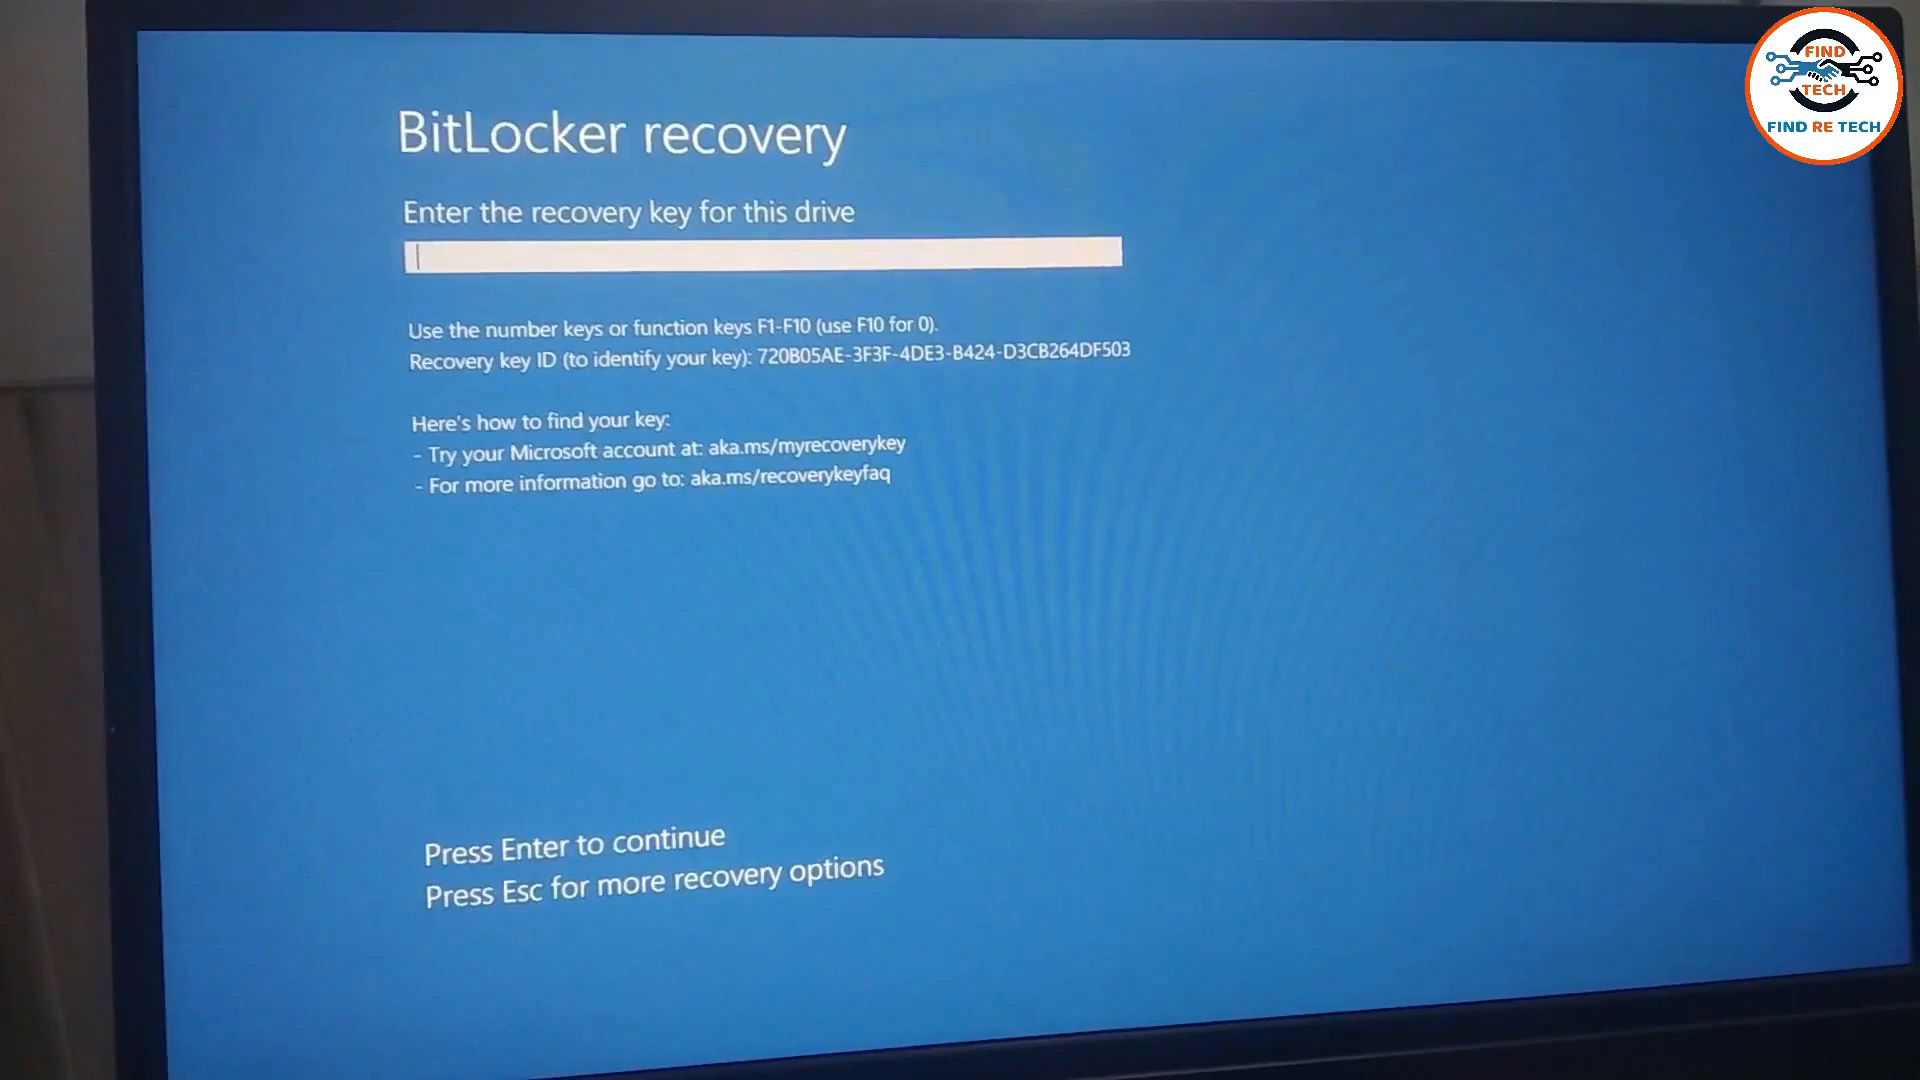 FIND
TECH
FIND RE TECH
BitLocker recovery
Enter the recovery key for this drive
Use the number keys or function keys F1-F10 (use F10 for 0).
Recovery key ID (to identify your key): 720B05AE-3F3F-4DE3-B424-D3CB264DF503
Here's how to find your key:
- Try your Microsoft account at: aka.ms/myrecoverykey
- For more information go to: aka.ms/recoverykeyfaq
Press Enter to continue
Press Esc for more recovery options